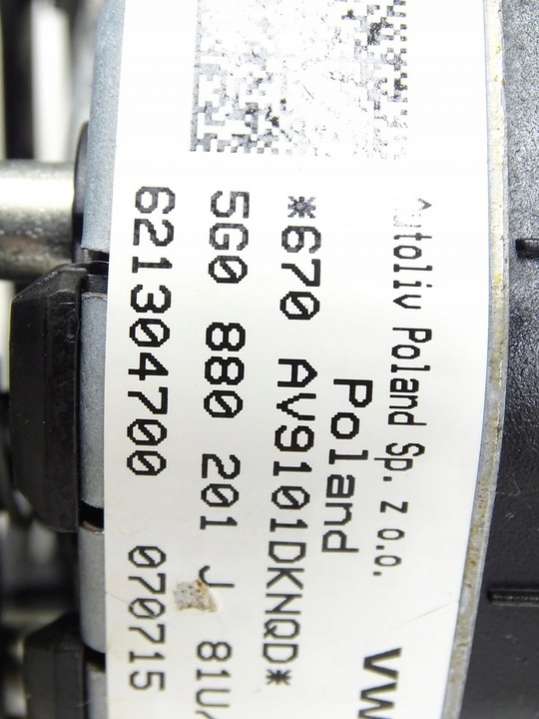 Autoliv Poland Sp. z o.o.
Poland VW
*670 AV9101DKNQD*
5G0 880 201 J 81U
621304700 070715